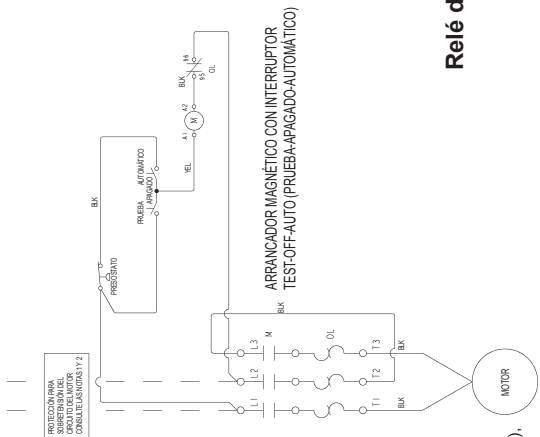 PROTECCIÓN PARA
SOBRETENSIÓN DEL
CIRCUITO DEL MOTOR
CONSULTE LAS NOTAS 1 Y 2
BLK
PRESOSTATO
PRUEBA
APAGADO
AUTOMÁTICO
YEL
A1
M
A2
BLK
95
96
OL
ARRANCADOR MAGNÉTICO CON INTERRUPTOR
TEST-OFF-AUTO (PRUEBA-APAGADO-AUTOMÁTICO)
L1
L2
L3
M
BLK
OL
T1
T2
T3
BLK
BLK
MOTOR
Relé d
),